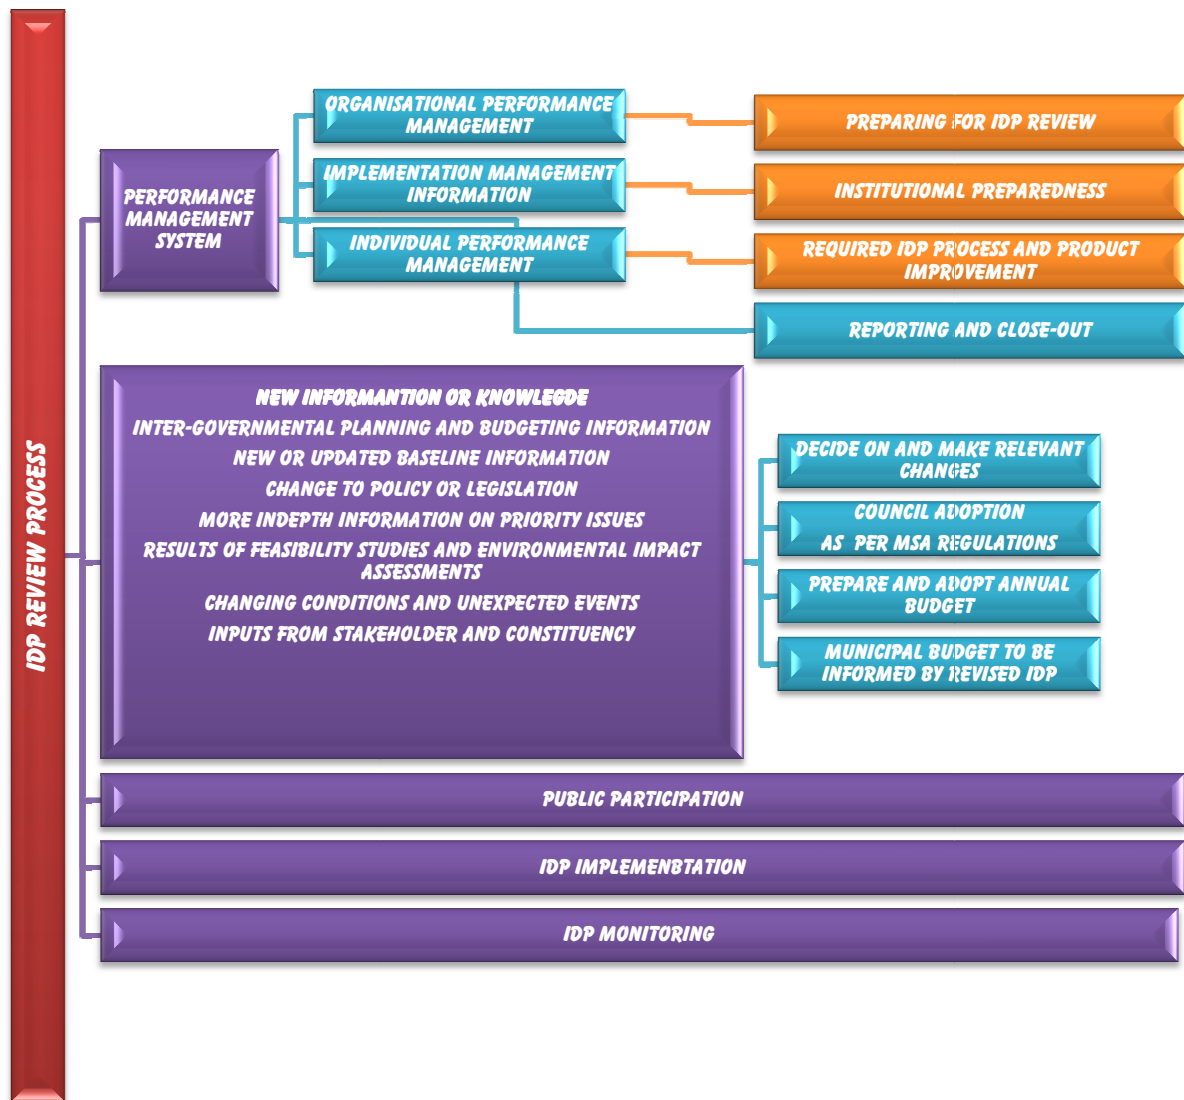 IDP REVIEW PROCESS
PERFORMANCE
MANAGEMENT
SYSTEM
ORGANISATIONAL PERFORMANCE
MANAGEMENT
IMPLEMENTATION MANAGEMENT
INFORMATION
INDIVIDUAL PERFORMANCE
MANAGEMENT
PREPARING FOR IDP REVIEW
INSTITUTIONAL PREPAREDNESS
REQUIRED IDP PROCESS AND PRODUCT
IMPROVEMENT
REPORTING AND CLOSE-OUT
NEW INFORMANTION OR KNOWLEGDE
INTER-GOVERNMENTAL PLANNING AND BUDGETING INFORMATION
NEW OR UPDATED BASELINE INFORMATION
CHANGE TO POLICY OR LEGISLATION
MORE INDEPTH INFORMATION ON PRIORITY ISSUES
RESULTS OF FEASIBILITY STUDIES AND ENVIRONMENTAL IMPACT
ASSESSMENTS
CHANGING CONDITIONS AND UNEXPECTED EVENTS
INPUTS FROM STAKEHOLDER AND CONSTITUENCY
DECIDE ON AND MAKE RELEVANT
CHANGES
COUNCIL ADOPTION
AS PER MSA REGULATIONS
PREPARE AND ADOPT ANNUAL
BUDGET
MUNICIPAL BUDGET TO BE
INFORMED BY REVISED IDP
PUBLIC PARTICIPATION
IDP IMPLEMENBTATION
IDP MONITORING